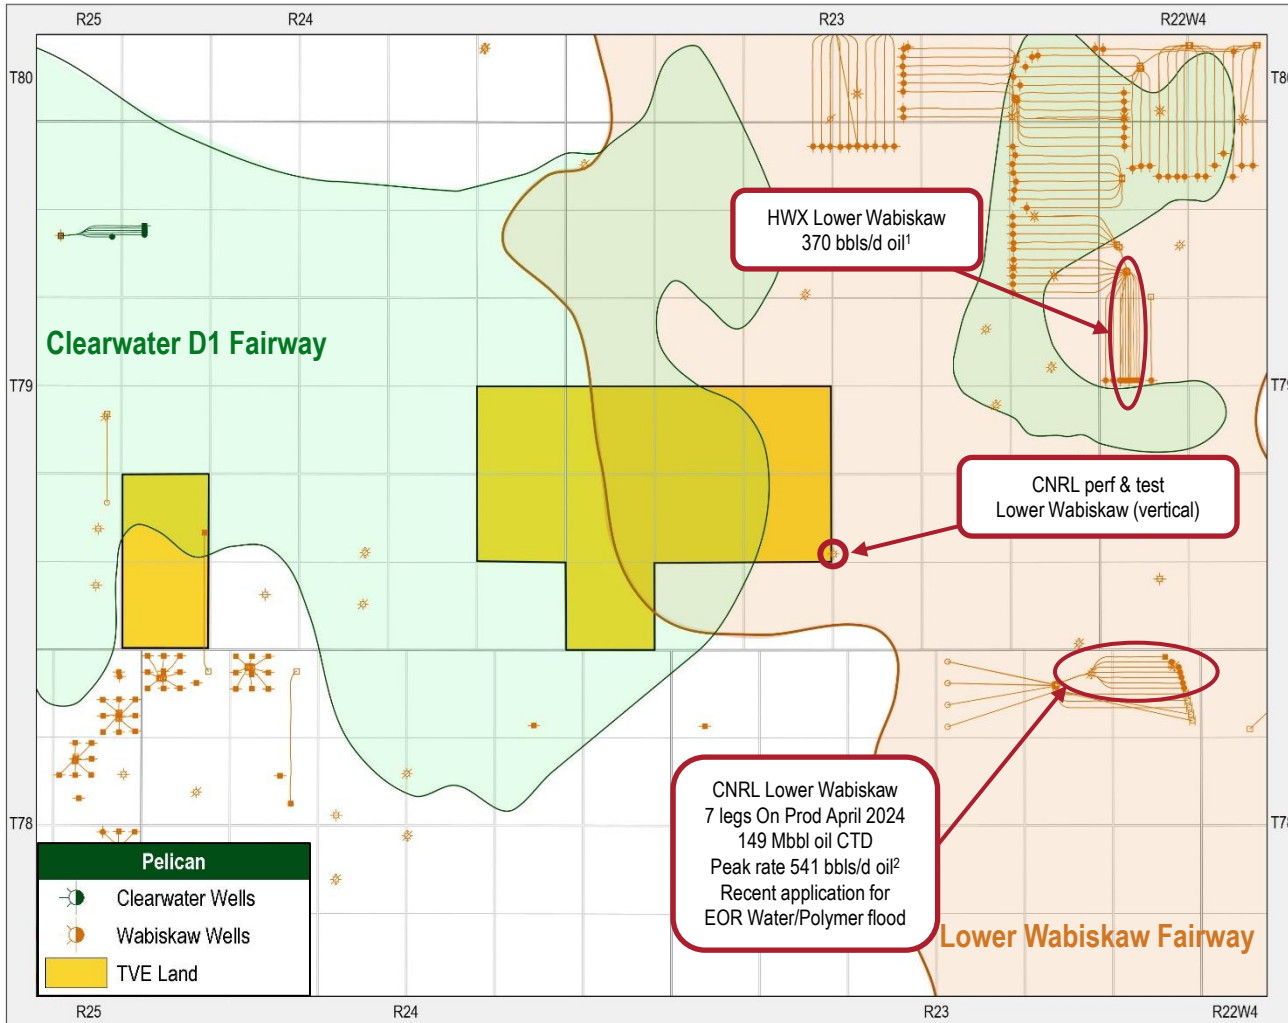 R25 R24 R23 R22W4
T80 T80
HWX Lower Wabiskaw
370 bbls/d oil¹
Clearwater D1 Fairway
T79 T79
CNRL perf & test
Lower Wabiskaw (vertical)
CNRL Lower Wabiskaw
7 legs On Prod April 2024
149 Mbbl oil CTD
Peak rate 541 bbls/d oil²
Recent application for
EOR Water/Polymer flood
T78 T78
Pelican
Clearwater Wells
Wabiskaw Wells
TVE Land
Lower Wabiskaw Fairway
R25 R24 R23 R22W4